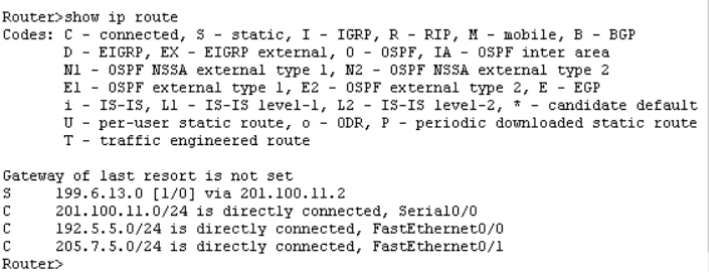 Router>show ip route
Codes: C - connected, S - static, I - IGRP, R - RIP, M - mobile, B - BGP
D - EIGRP, EX - EIGRP external, O - OSPF, IA - OSPF inter area
N1 - OSPF NSSA external type 1, N2 - OSPF NSSA external type 2
E1 - OSPF external type 1, E2 - OSPF external type 2, E - EGP
i - IS-IS, L1 - IS-IS level-1, L2 - IS-IS level-2, * - candidate default
U - per-user static route, o - ODR, P - periodic downloaded static route
T - traffic engineered route
Gateway of last resort is not set
S 199.6.13.0 [1/0] via 201.100.11.2
C 201.100.11.0/24 is directly connected, Serial0/0
C 192.5.5.0/24 is directly connected, FastEthernet0/0
C 205.7.5.0/24 is directly connected, FastEthernet0/1
Router>